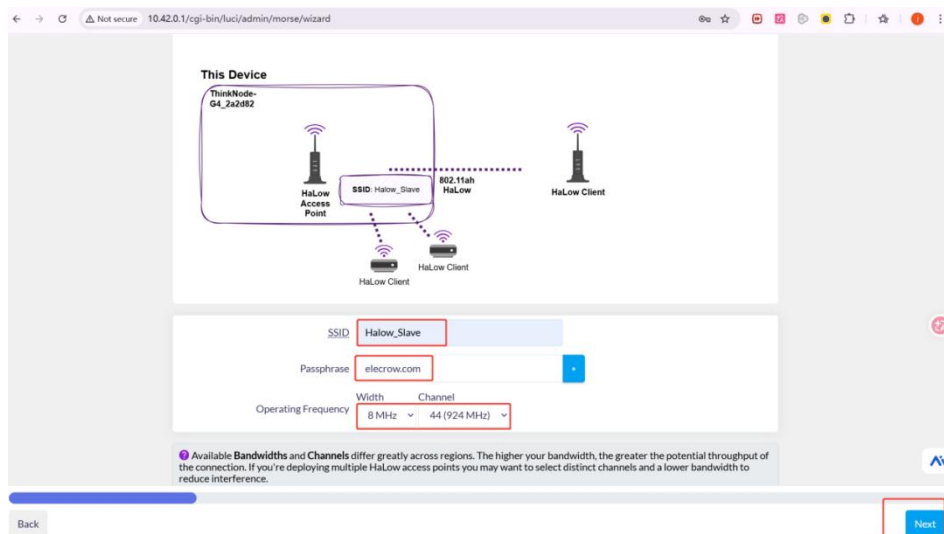 Not secure 10.42.0.1/cgi-bin/luci/admin/morse/wizard
This Device
ThinkNode-
G4_2a2d82
HaLow
Access
Point
SSID: Halow_Slave
802.11ah
HaLow
HaLow Client
HaLow Client
HaLow Client
SSID Halow_Slave
Passphrase elecrow.com
Width Channel
Operating Frequency 8 MHz 44 (924 MHz)
Available Bandwidths and Channels differ greatly across regions. The higher your bandwidth, the greater the potential throughput of
the connection. If you're deploying multiple HaLow access points you may want to select distinct channels and a lower bandwidth to
reduce interference.
Back Next